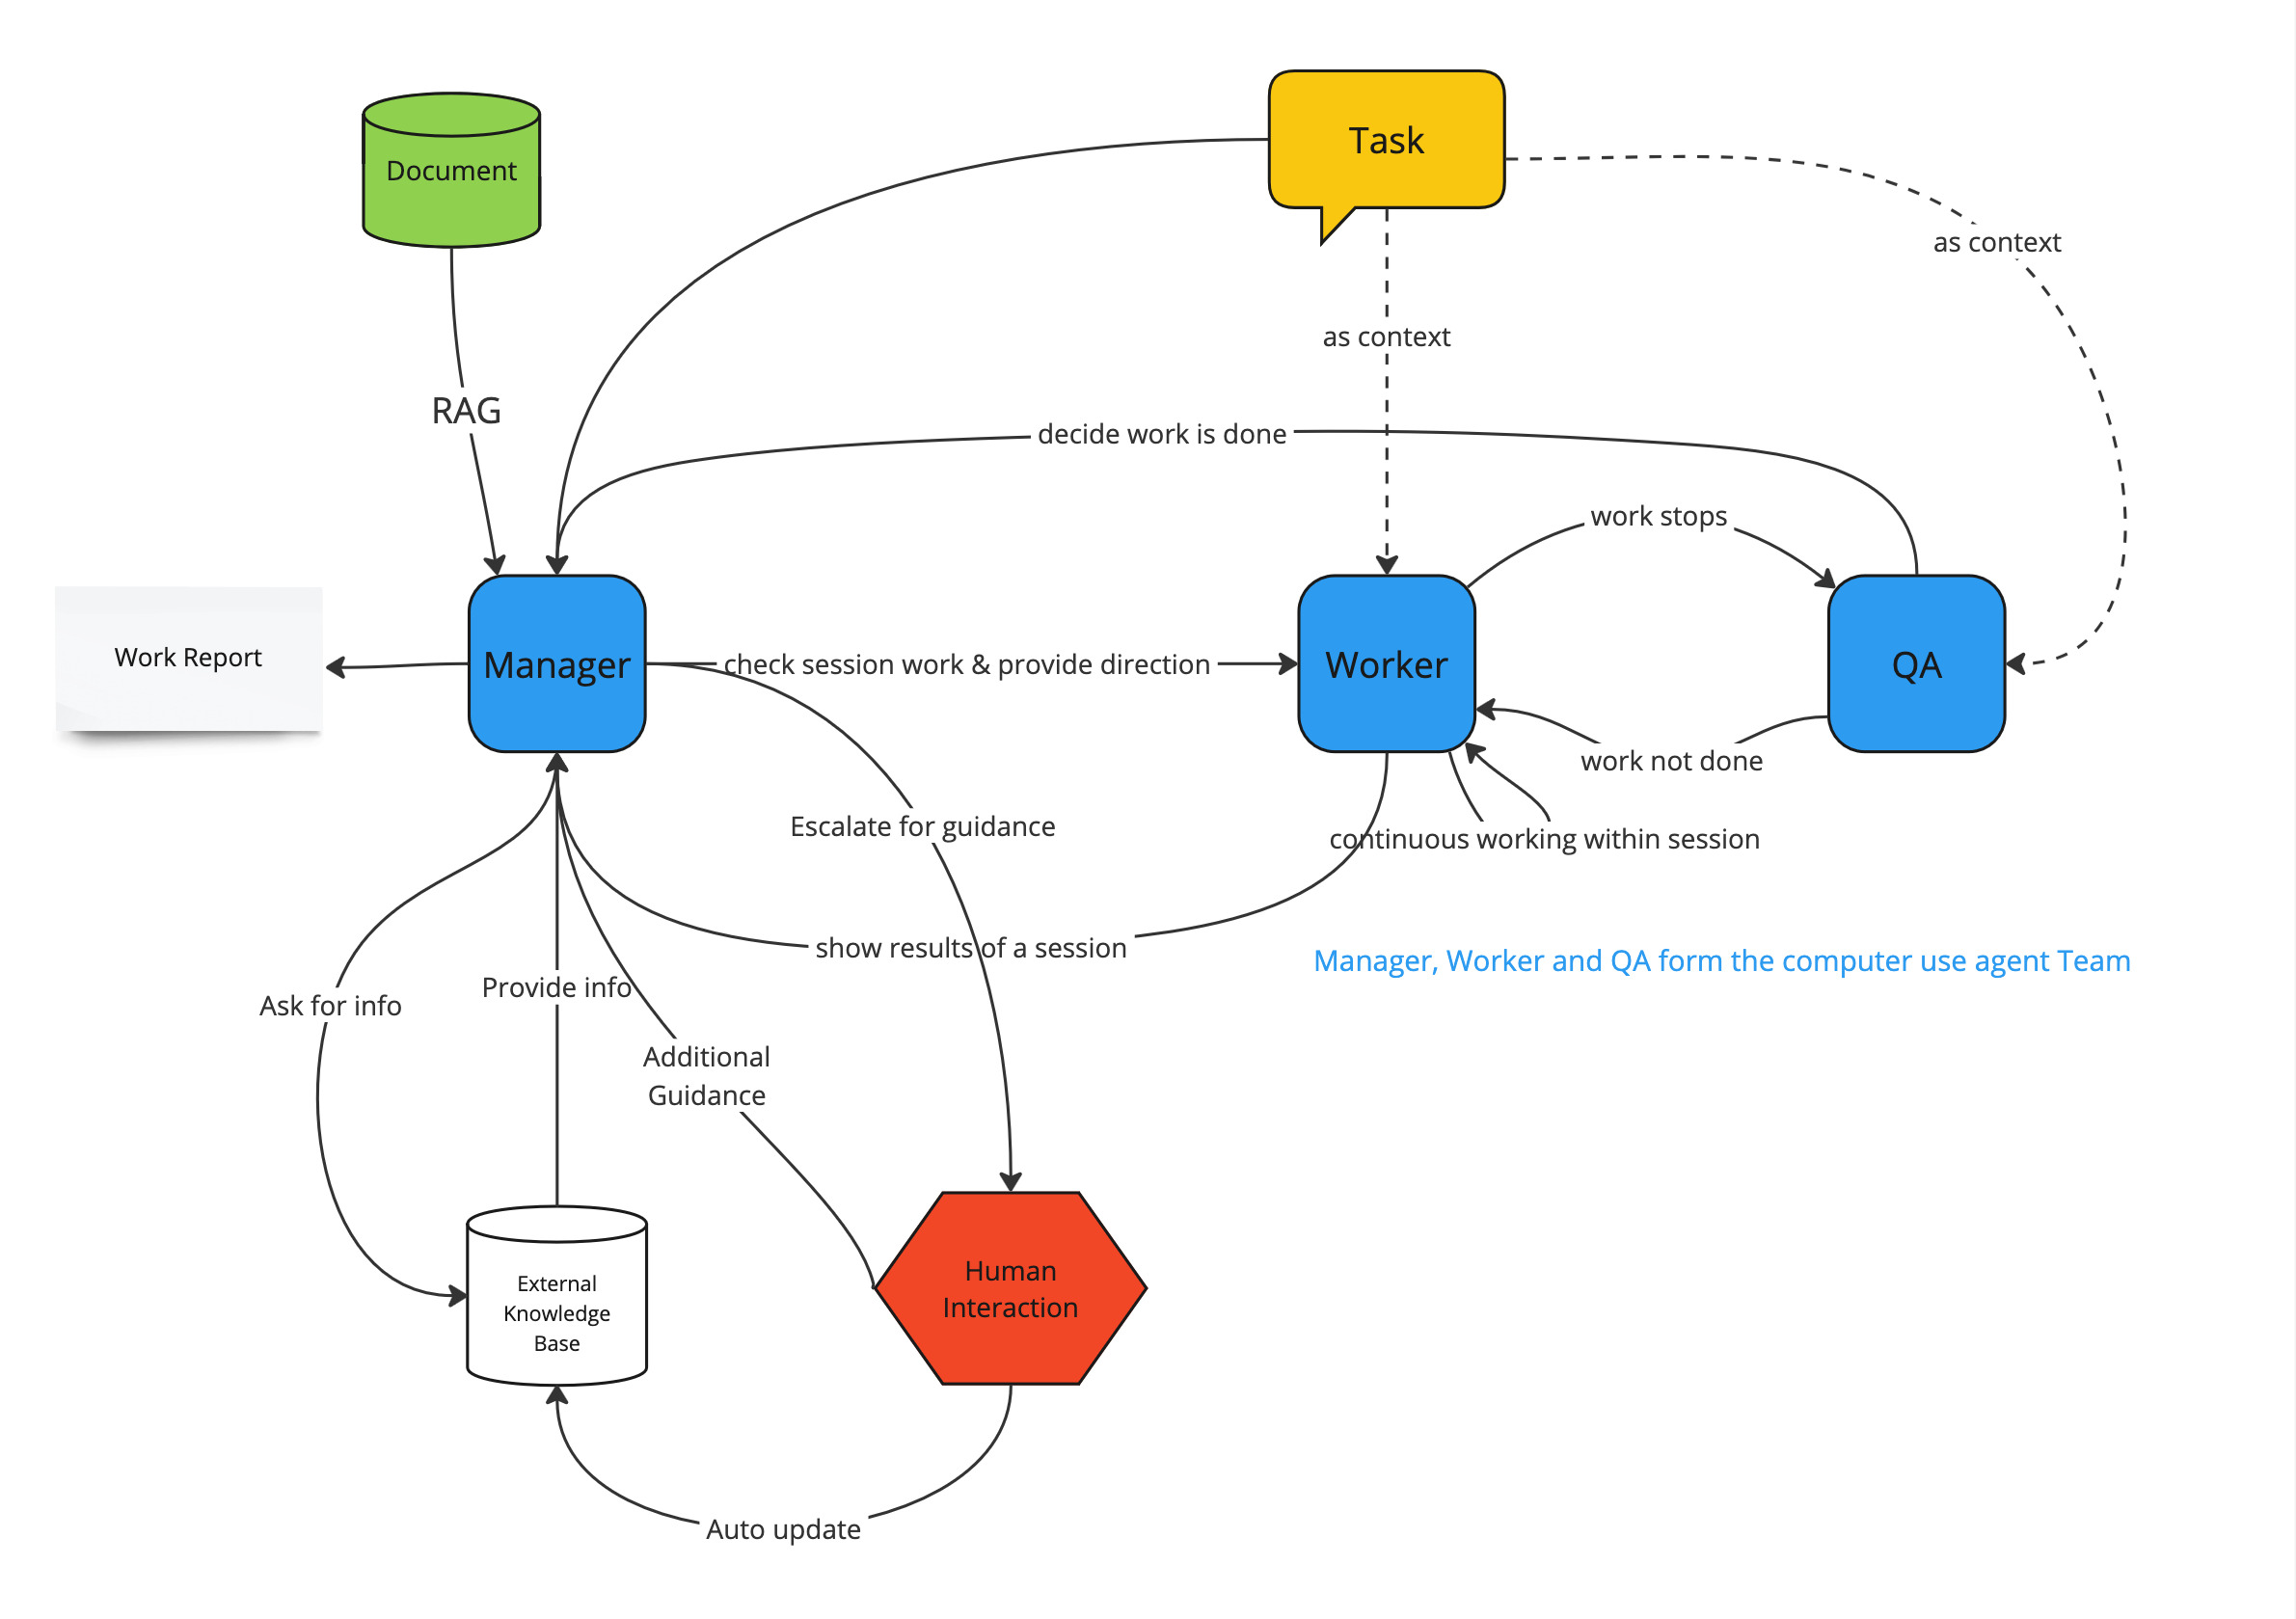 Task
Document
as context
as context
RAG
decide work is done
work stops
Work Report
Manager
check session work & provide direction
Worker
QA
work not done
Escalate for guidance
continuous working within session
show results of a session
Manager, Worker and QA form the computer use agent Team
Provide info
Ask for info
Additional
Guidance
Human
Interaction
External
Knowledge
Base
Auto update